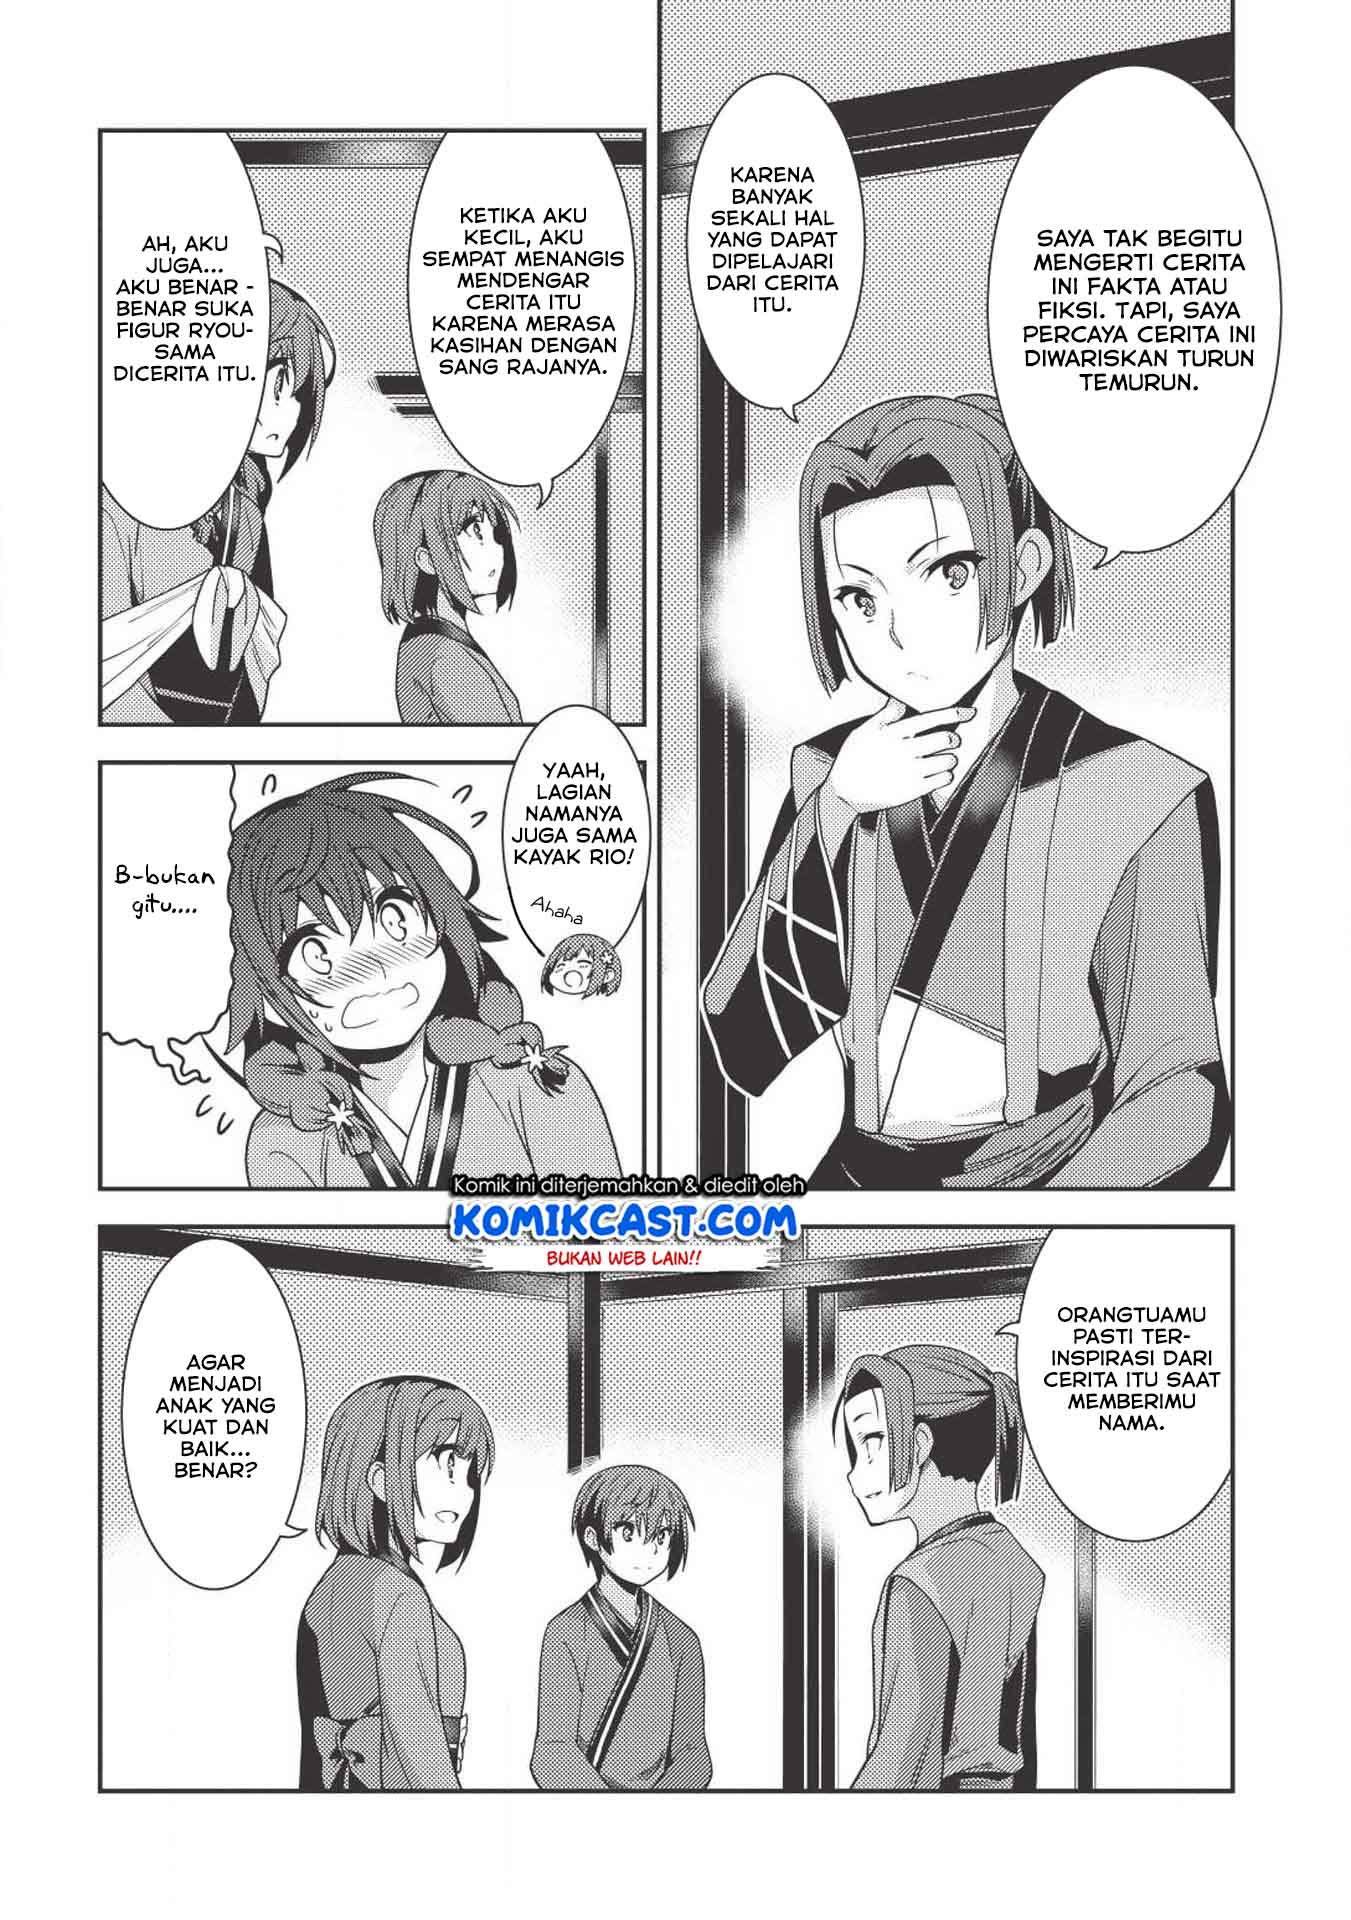 SAYA TAK BEGITU
MENGERTI CERITA
INI FAKTA ATAU
FIKSI. TAPI, SAYA
PERCAYA CERITA INI
DIWARISKAN TURUN
TEMURUN.
KARENA
BANYAK
SEKALI HAL
YANG DAPAT
DIPELAJARI
DARI CERITA
ITU.
KETIKA AKU
KECIL, AKU
SEMPAT MENANGIS
MENDENGAR
CERITA ITU
KARENA MERASA
KASIHAN DENGAN
SANG RAJANYA.
AH, AKU
JUGA...
AKU BENAR -
BENAR SUKA
FIGUR RYOU-
SAMA
DICERITA ITU.
YAAH,
LAGIAN
NAMANYA
JUGA SAMA
KAYAK RIO!
Ahaha
B-bukan
gitu....
Komik ini diterjemahkan & diedit oleh
KOMIKCAST.COM
BUKAN WEB LAIN!!
ORANGTUAMU
PASTI TER-
INSPIRASI DARI
CERITA ITU SAAT
MEMBERIMU
NAMA.
AGAR
MENJADI
ANAK YANG
KUAT DAN
BAIK...
BENAR?